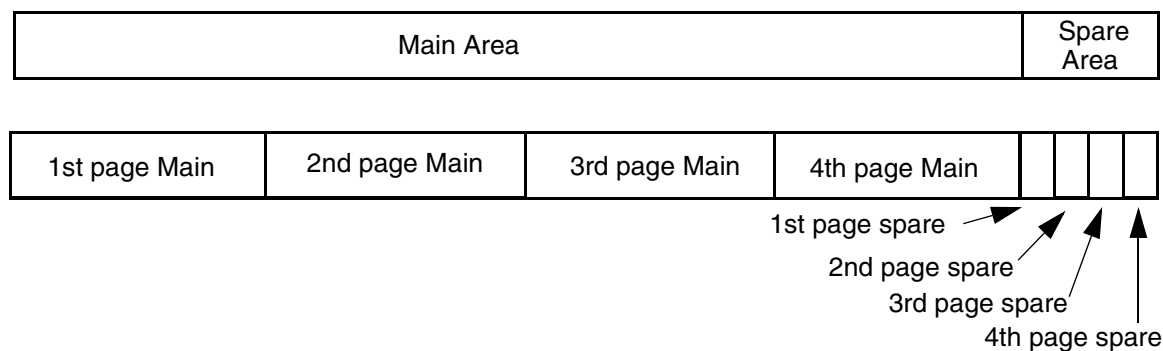 Main Area
Spare
Area
1st page Main
2nd page Main
3rd page Main
4th page Main
1st page spare
2nd page spare
3rd page spare
4th page spare